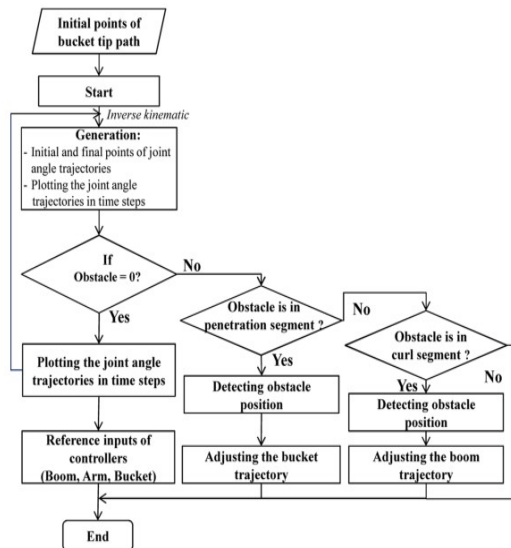 Initial points of
bucket tip path
Start
Inverse kinematic
Generation:
- Initial and final points of joint
angle trajectories
- Plotting the joint angle
trajectories in time steps
If
Obstacle = 0?
No
Yes
Obstacle is in
penetration segment ?
No
Yes
Obstacle is in
curl segment ?
No
Yes
Plotting the joint angle
trajectories in time steps
Detecting obstacle
position
Detecting obstacle
position
Reference inputs of
controllers
(Boom, Arm, Bucket)
Adjusting the bucket
trajectory
Adjusting the boom
trajectory
End